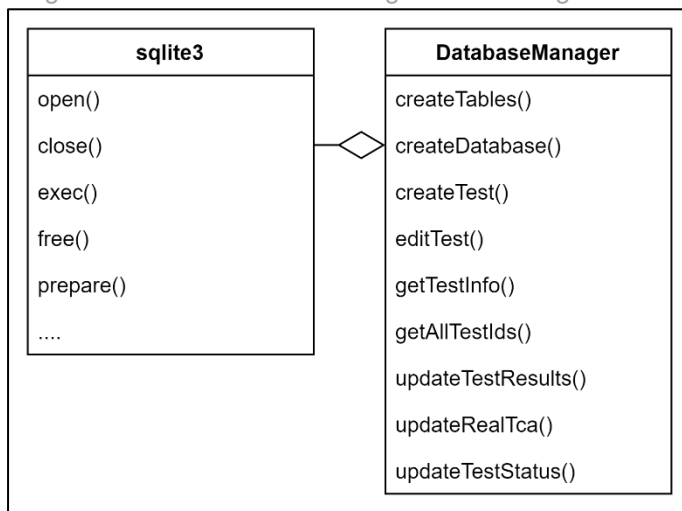 sqlite3
open()
close()
exec()
free()
prepare()
....
DatabaseManager
createTables()
createDatabase()
createTest()
editTest()
getTestInfo()
getAllTestIds()
updateTestResults()
updateRealTca()
updateTestStatus()